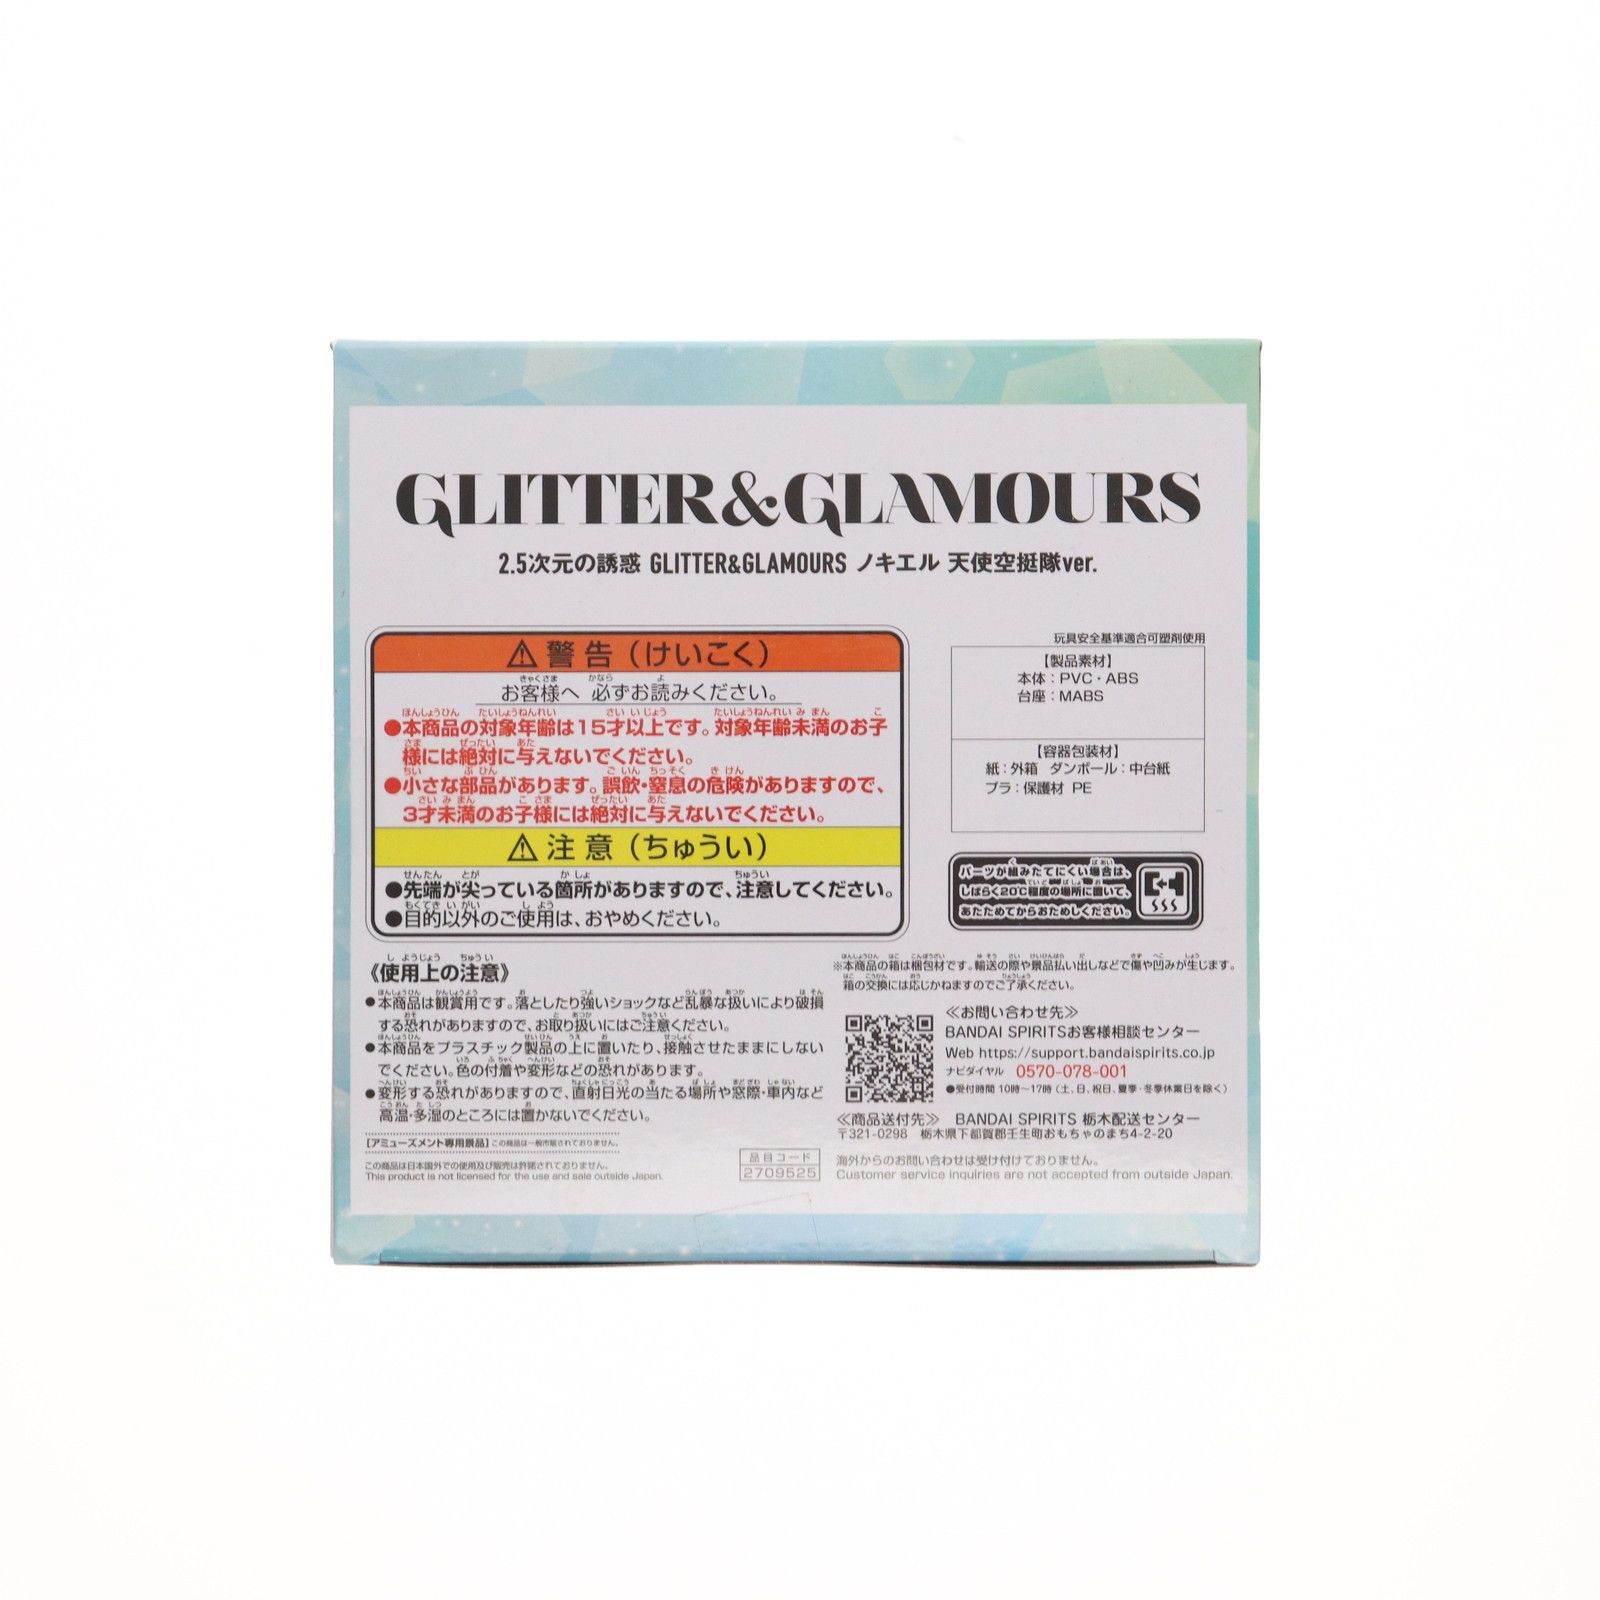 GLITTER&GLAMOURS
2.5次元の誘惑 GLITTER&GLAMOURS ノキエル 天使空挺隊ver.
⚠警告(けいこく)
お客様へ 必ずお読みください。
●本商品の対象年齢は15才以上です。対象年齢未満のお子
様には絶対に与えないでください。
●小さな部品があります。誤飲・窒息の危険がありますので、
3才未満のお子様には絶対に与えないでください。
⚠注意(ちゅうい)
●先端が尖っている箇所がありますので、注意してください。
●目的以外のご使用は、おやめください。
玩具安全基準適合可塑剤使用
【製品素材】
本体:PVC・ABS
台座:MABS
【容器包装材】
紙:外箱 ダンボール:中台紙
プラ:保護材 PE
パーツが組みたてにくい場合は、
しばらく20℃程度の場所に置いて、
あたためてからおためしください。
《使用上の注意》
●本商品は観賞用です。落としたり強いショックなど乱暴な扱いにより破損
する恐れがありますので、お取り扱いにはご注意ください。
●本商品をプラスチック製品の上に置いたり、接触させたままにしない
でください。色の付着や変形などの恐れがあります。
●変形する恐れがありますので、直射日光の当たる場所や窓際・車内など
高温・多湿のところには置かないでください。
【アミューズメント専用景品】この商品は一般市販されておりません。
この商品は日本国外での使用及び販売は許諾されておりません。
This product is not licensed for the use and sale outside Japan.
品目コード
2709525
※本商品の箱は梱包材です。輸送の際や景品払い出しなどで傷や凹みが生じます。
箱の交換には応じかねますのでご了承ください。
≪お問い合わせ先≫
BANDAI SPIRITSお客様相談センター
Web https://support.bandaispirits.co.jp
ナビダイヤル 0570-078-001
●受付時間 10時〜17時(土、日、祝日、夏季・冬季休業日を除く)
≪商品送付先≫ BANDAI SPIRITS 栃木配送センター
〒321-0298 栃木県下都賀郡壬生町おもちゃのまち4-2-20
海外からのお問い合わせは受け付けておりません。
Customer service inquiries are not accepted from outside Japan.